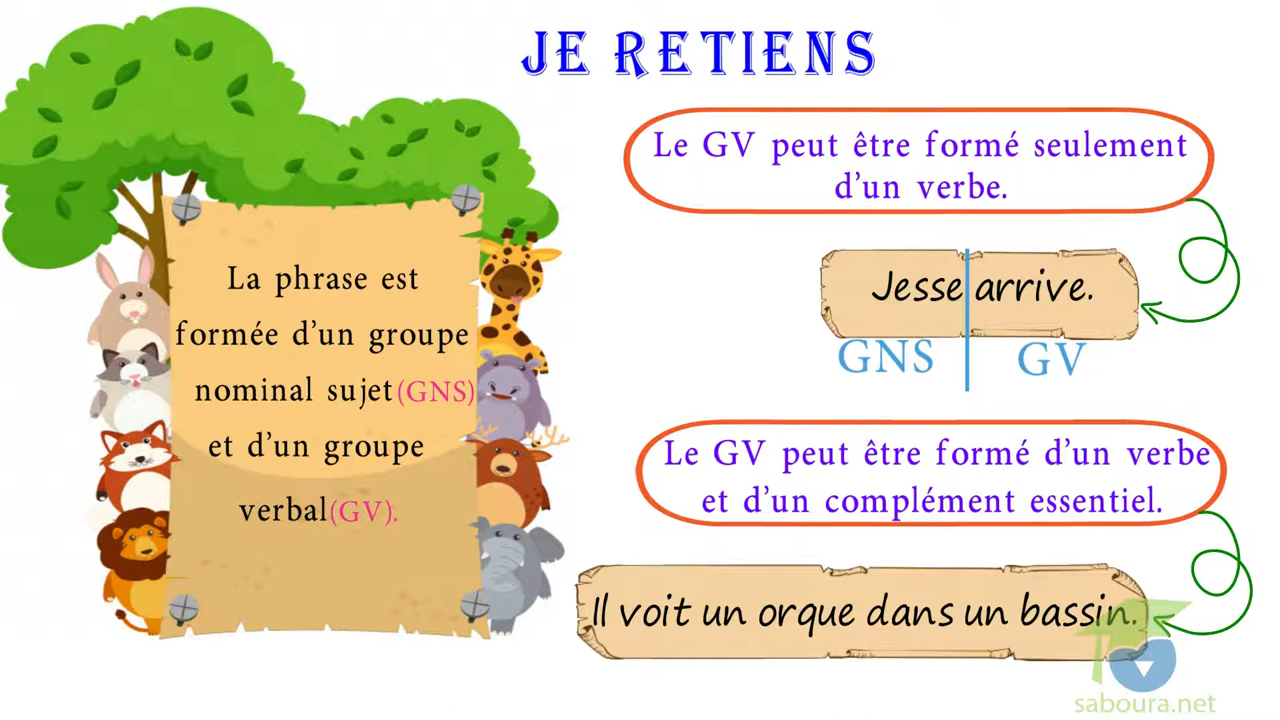 JE RETIENS
La phrase est
formée d'un groupe
nominal sujet(GNS)
et d'un groupe
verbal(GV).
Le GV peut être formé seulement
d'un verbe.
Jesse arrive.
GNS GV
Le GV peut être formé d'un verbe
et d'un complément essentiel.
Il voit un orque dans un bassin.
saboura.net